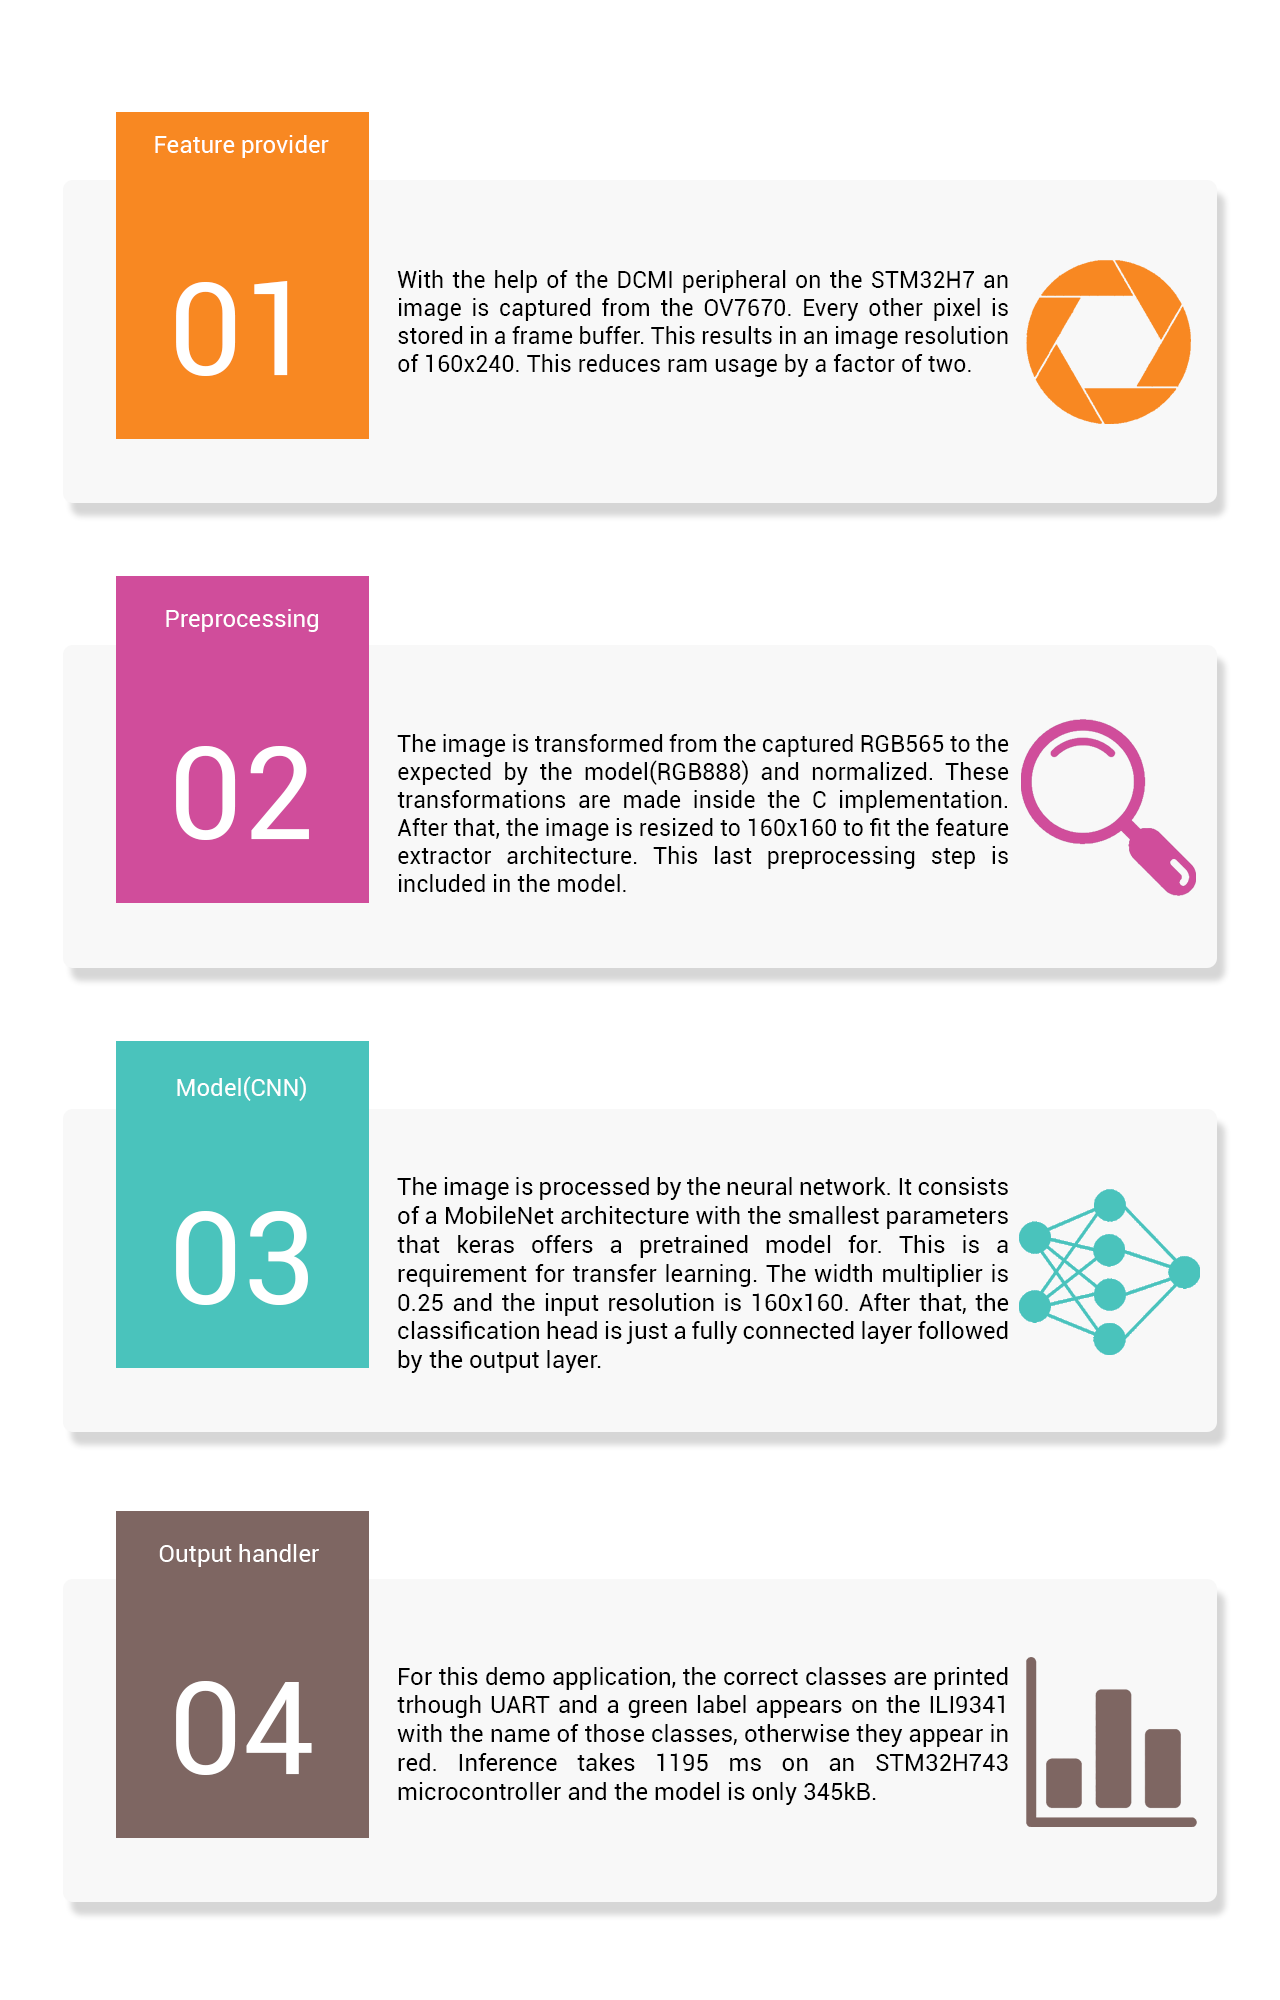 Feature provider
01
With the help of the DCMI peripheral on the STM32H7 an
image is captured from the OV7670. Every other pixel is
stored in a frame buffer. This results in an image resolution
of 160x240. This reduces ram usage by a factor of two.
Preprocessing
02
The image is transformed from the captured RGB565 to the
expected by the model(RGB888) and normalized. These
transformations are made inside the C implementation.
After that, the image is resized to 160x160 to fit the feature
extractor architecture. This last preprocessing step is
included in the model.
Model(CNN)
03
The image is processed by the neural network. It consists
of a MobileNet architecture with the smallest parameters
that keras offers a pretrained model for. This is a
requirement for transfer learning. The width multiplier is
0.25 and the input resolution is 160x160. After that, the
classification head is just a fully connected layer followed
by the output layer.
Output handler
04
For this demo application, the correct classes are printed
trhough UART and a green label appears on the ILI9341
with the name of those classes, otherwise they appear in
red. Inference takes 1195 ms on an STM32H743
microcontroller and the model is only 345kB.